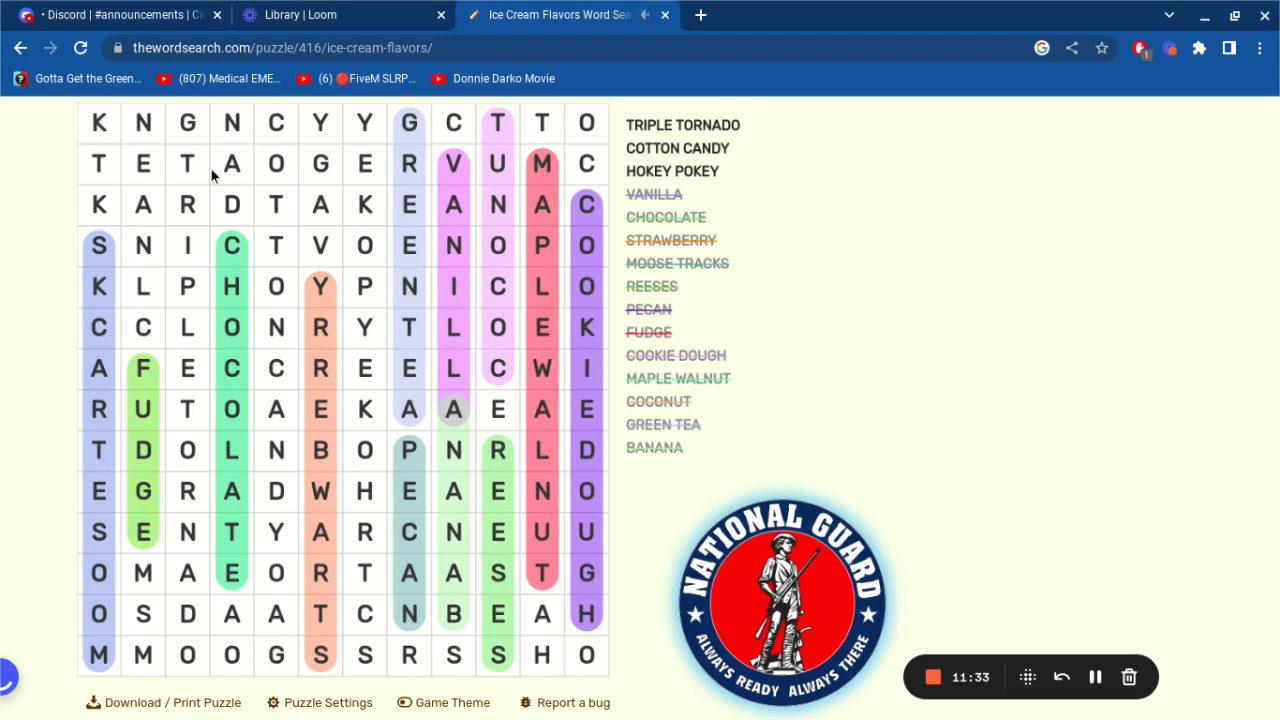 • Discord | #announcements | Ci
Library | Loom
Ice Cream Flavors Word Sea
thewordsearch.com/puzzle/416/ice-cream-flavors/
Gotta Get the Green...
(807) Medical EME...
(6) 🔴FiveM SLRP...
Donnie Darko Movie
K N G N C Y Y G C T T O
T E T A O G E R V U M C
K A R D T A K E A N A C
S N I C T V O E N O P O
K L P H O Y P N I C L O
C C L O N R Y T L O E K
A F E C C R E E L C W I
R U T O A E K A A E A E
T D O L N B O P N R L D
E G R A D W H E A E N O
S E N T Y A R C N E U U
O M A E O R T A A S T G
O S D A A T C N B E A H
M M O O G S S R S S H O
TRIPLE TORNADO
COTTON CANDY
HOKEY POKEY
VANILLA
CHOCOLATE
STRAWBERRY
MOOSE TRACKS
REESES
PECAN
FUDGE
COOKIE DOUGH
MAPLE WALNUT
COCONUT
GREEN TEA
BANANA
NATIONAL GUARD
ALWAYS READY ALWAYS THERE
11:33
Download / Print Puzzle
Puzzle Settings
Game Theme
Report a bug